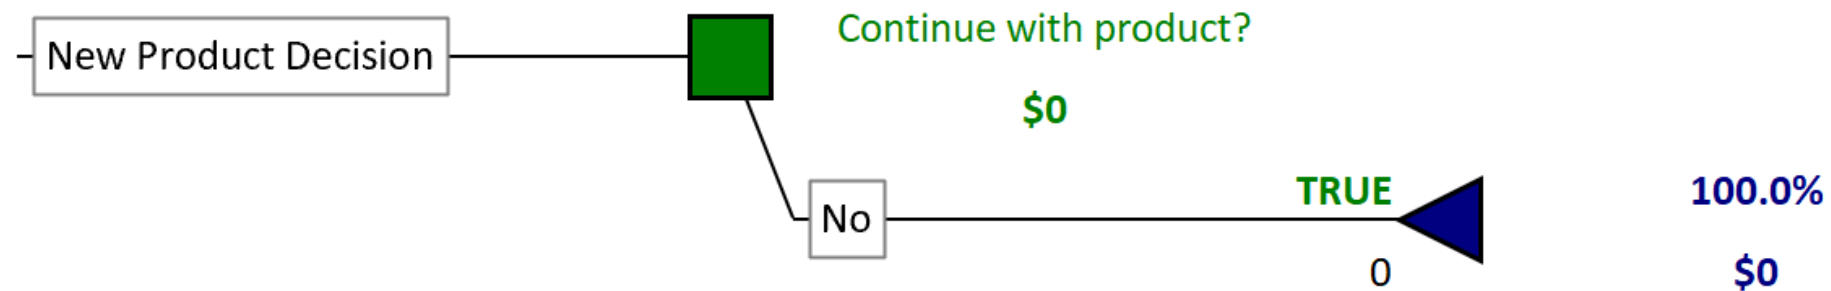 New Product Decision
Continue with product?
$0
No
TRUE
100.0%
0
$0